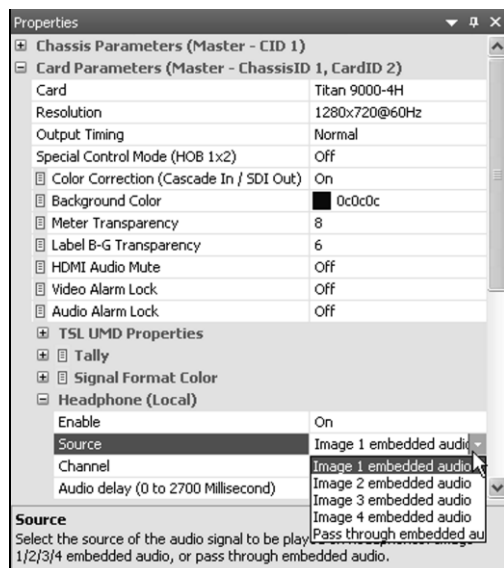 Properties
Chassis Parameters (Master - CID 1)
Card Parameters (Master - ChassisID 1, CardID 2)
Card Titan 9000-4H
Resolution 1280x720@60Hz
Output Timing Normal
Special Control Mode (HOB 1x2) Off
Color Correction (Cascade In / SDI Out) On
Background Color 0c0c0c
Meter Transparency 8
Label B-G Transparency 6
HDMI Audio Mute Off
Video Alarm Lock Off
Audio Alarm Lock Off
TSL UMD Properties
Tally
Signal Format Color
Headphone (Local)
Enable On
Source Image 1 embedded audio
Channel Image 1 embedded audio
Image 2 embedded audio
Audio delay (0 to 2700 Millisecond) Image 3 embedded audio
Image 4 embedded audio
Pass through embedded au
Source
Select the source of the audio signal to be
1/2/3/4 embedded audio, or pass through embedded audio.